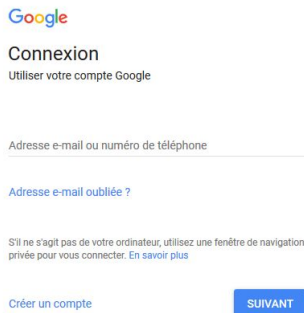 Google
Connexion
Utiliser votre compte Google
Adresse e-mail ou numéro de téléphone
Adresse e-mail oubliée ?
S'il ne s'agit pas de votre ordinateur, utilisez une fenêtre de navigation
privée pour vous connecter. En savoir plus
Créer un compte
SUIVANT